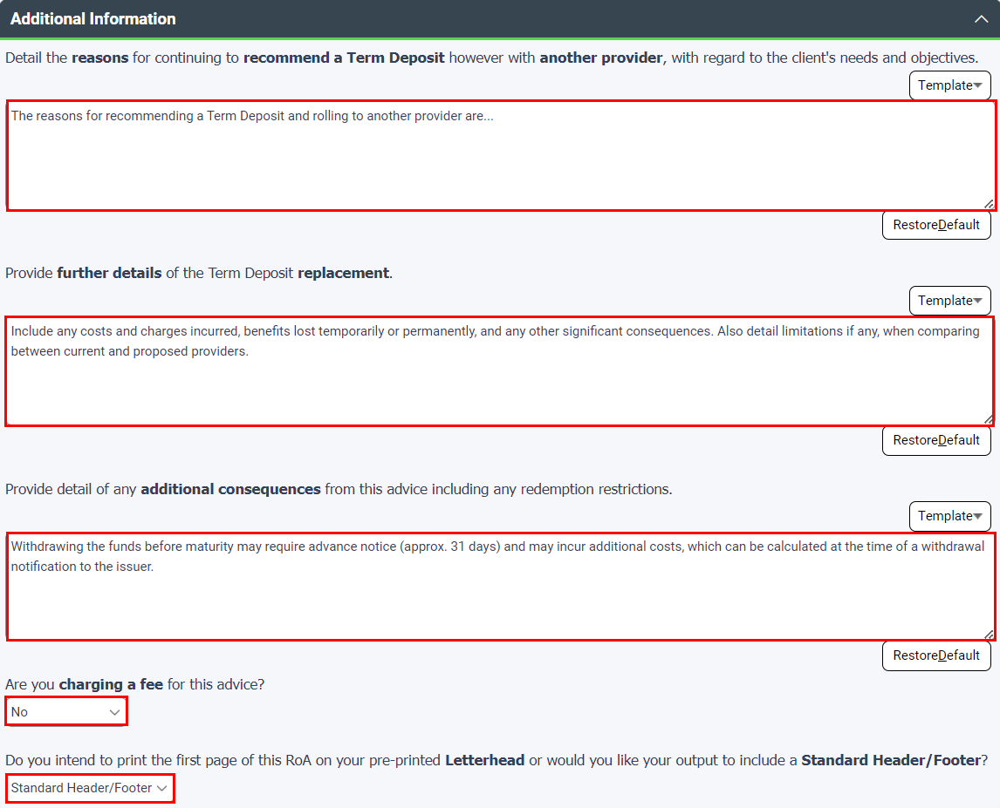 Additional Information
Detail the reasons for continuing to recommend a Term Deposit however with another provider, with regard to the client's needs and objectives.
Template
The reasons for recommending a Term Deposit and rolling to another provider are...
RestoreDefault
Provide further details of the Term Deposit replacement.
Template
Include any costs and charges incurred, benefits lost temporarily or permanently, and any other significant consequences. Also detail limitations if any, when comparing
between current and proposed providers.
RestoreDefault
Provide detail of any additional consequences from this advice including any redemption restrictions.
Template
Withdrawing the funds before maturity may require advance notice (approx. 31 days) and may incur additional costs, which can be calculated at the time of a withdrawal
notification to the issuer.
RestoreDefault
Are you charging a fee for this advice?
No
Do you intend to print the first page of this RoA on your pre-printed Letterhead or would you like your output to include a Standard Header/Footer?
Standard Header/Footer